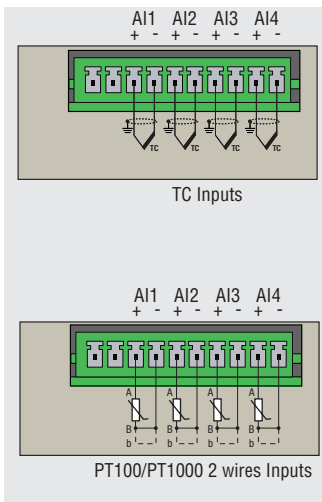 AI1 AI2 AI3 AI4
+ - + - + - + -
TC TC TC TC
TC Inputs
AI1 AI2 AI3 AI4
+ - + - + - + -
A A A A
B B B B
b b b b
PT100/PT1000 2 wires Inputs